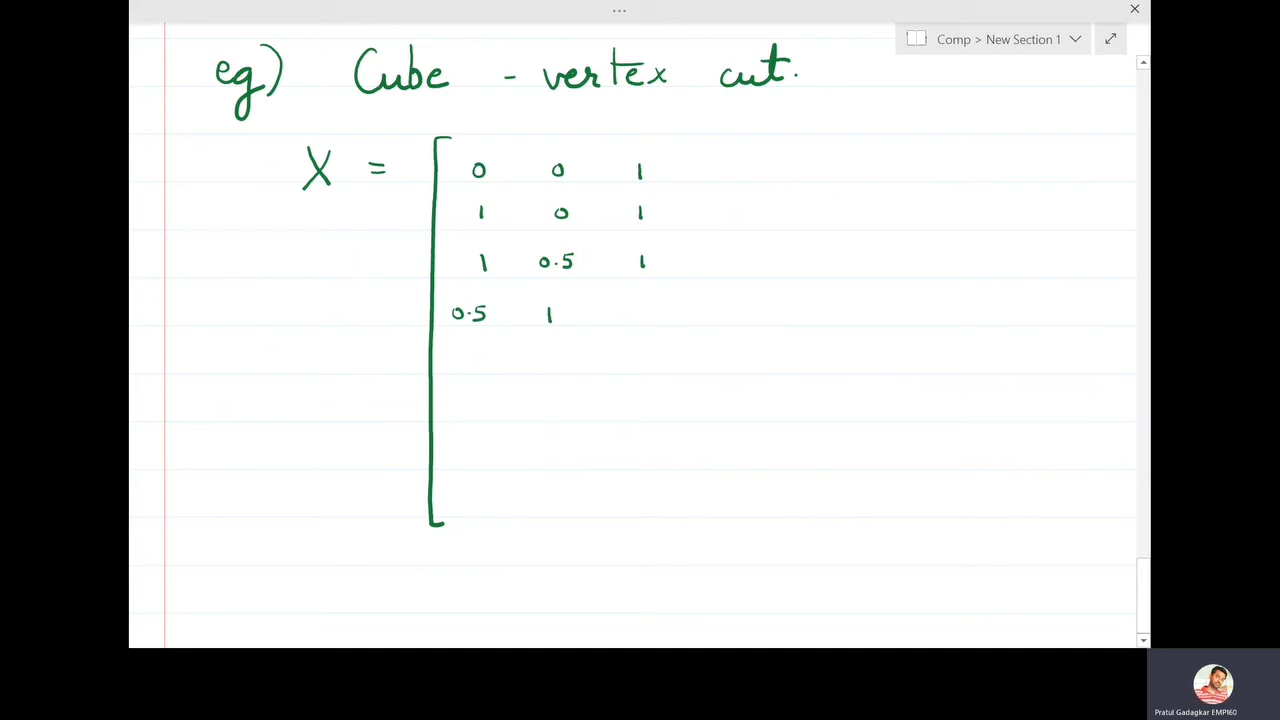 Comp > New Section 1
eg) Cube - vertex cut.
X = [ 0 0 1
1 0 1
1 0.5 1
0.5 1
Pratul Gadagkar EMP160